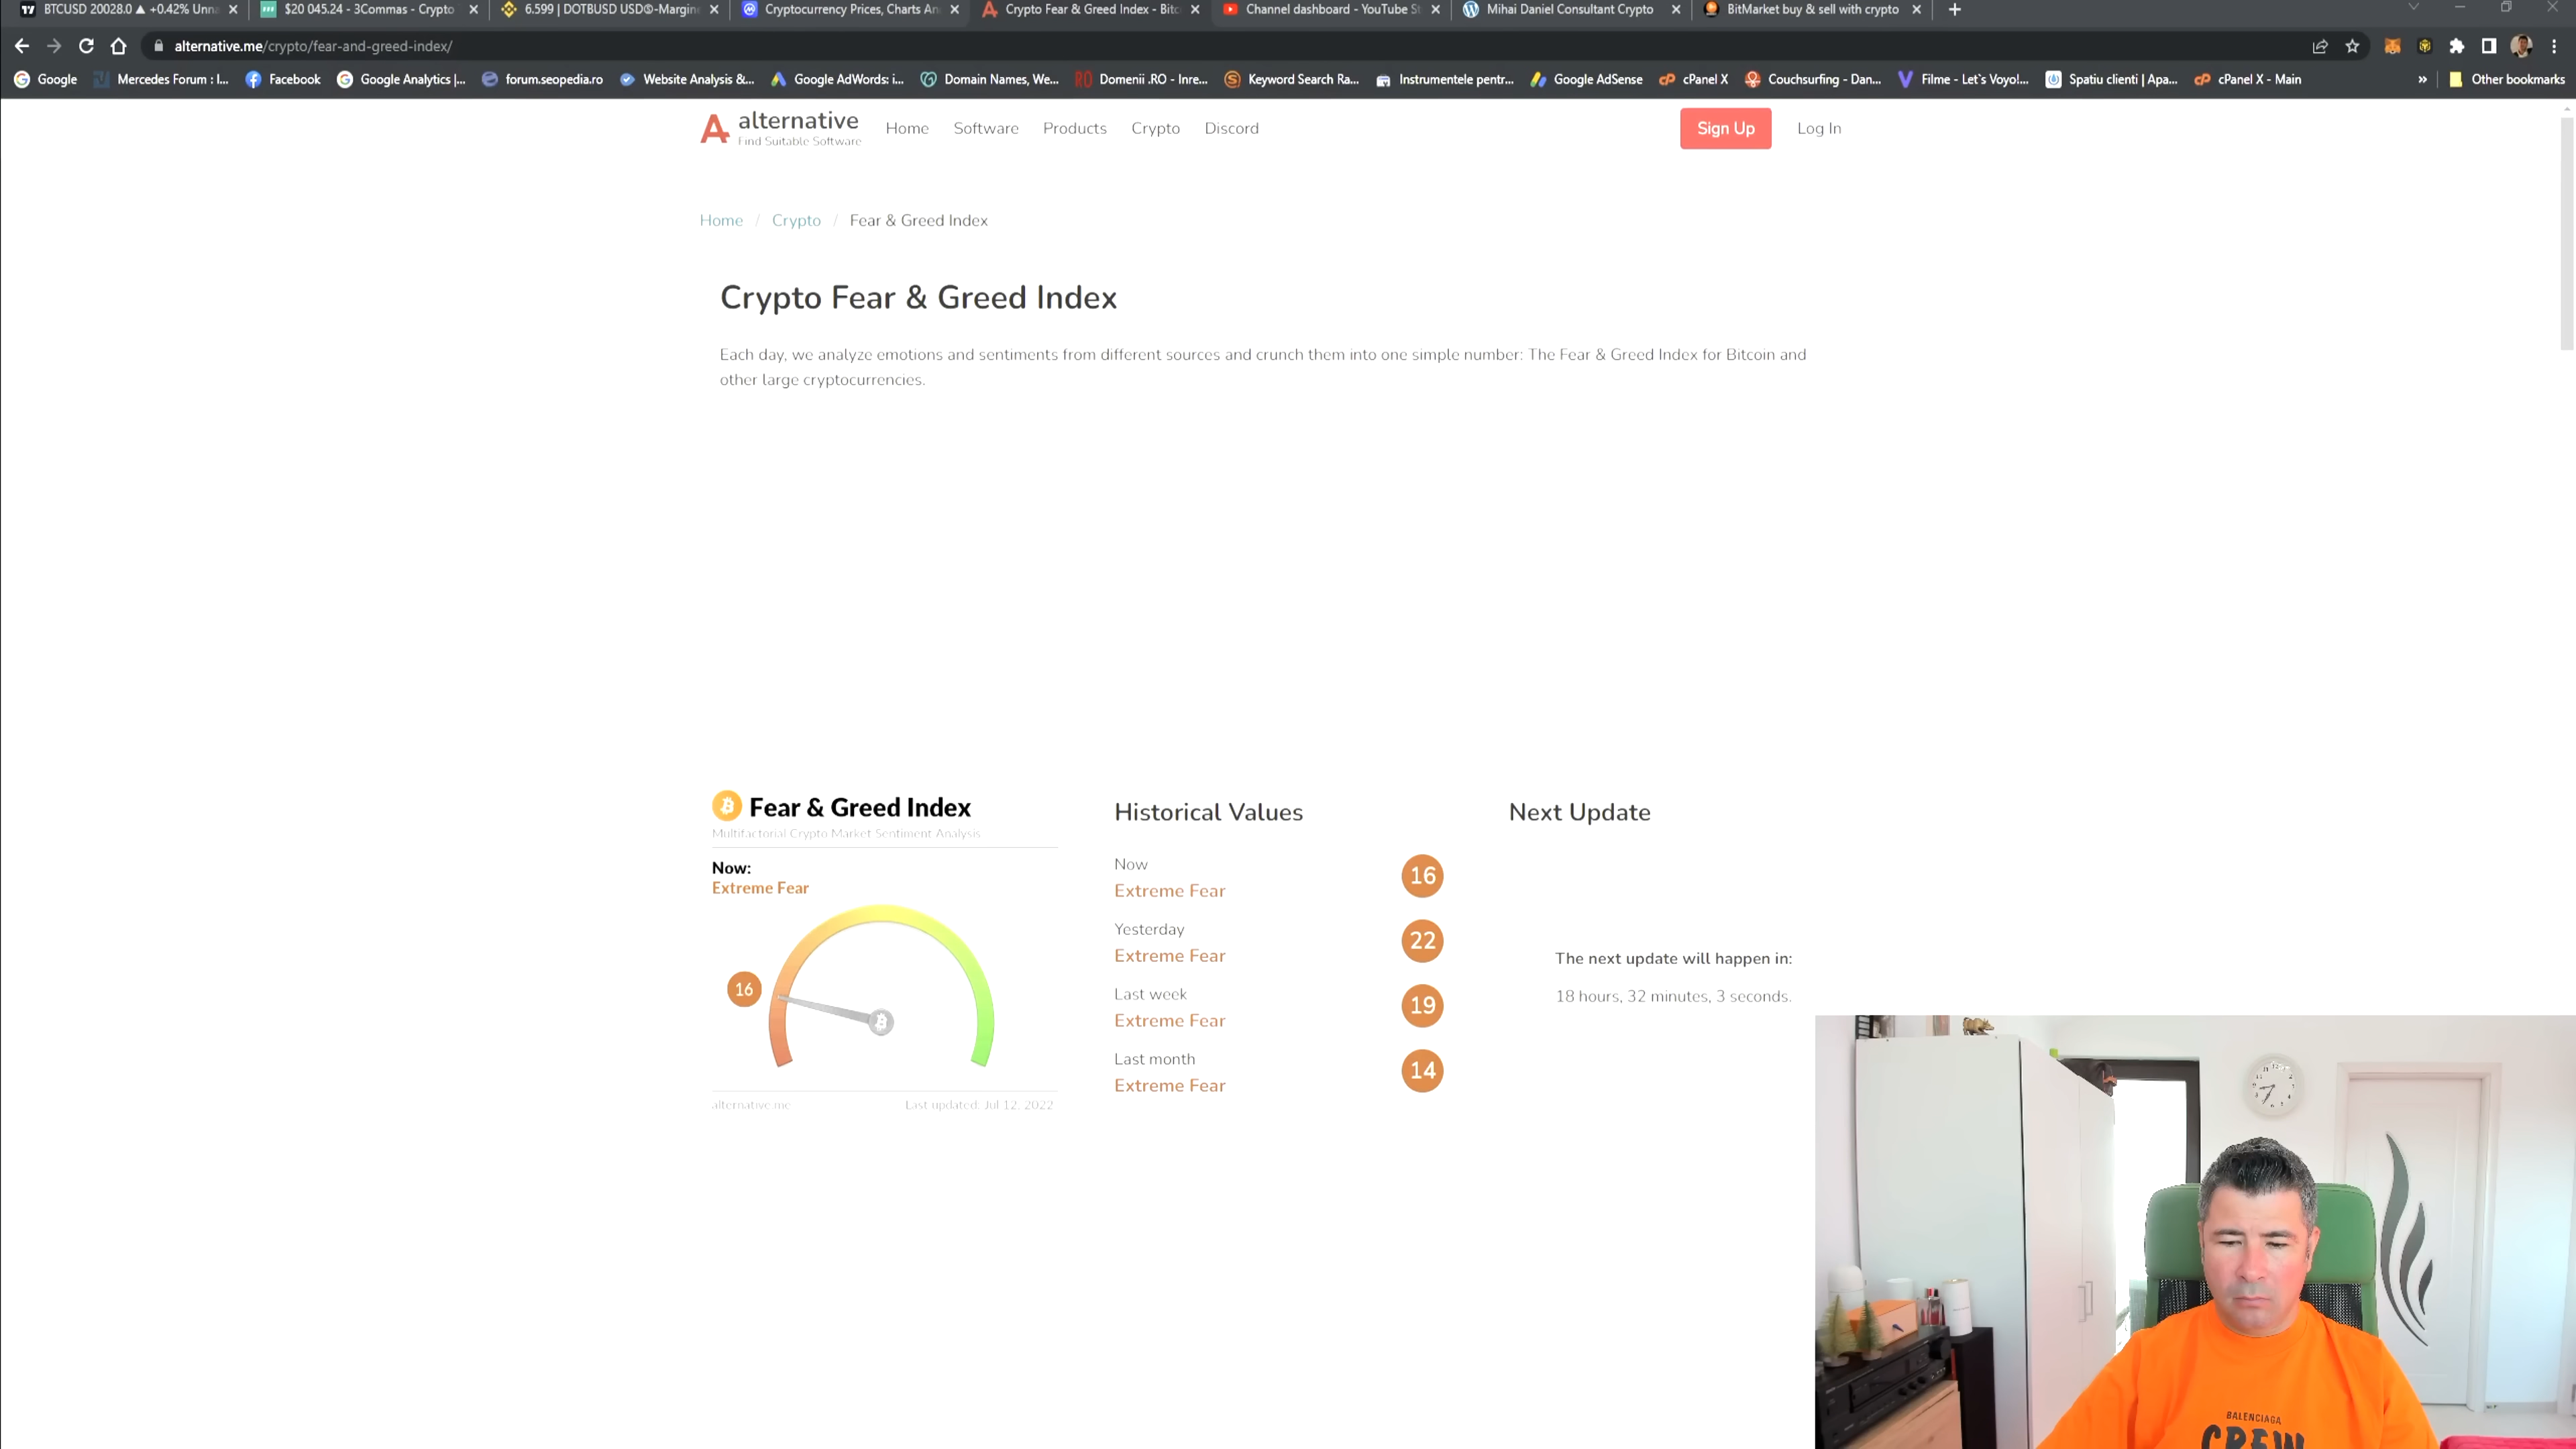 BTCUSD 20028.0 ▲ +0.42% Unna
$20 045.24 - 3Commas - Crypto
6.599 | DOTBUSD USD®-Margin
Cryptocurrency Prices, Charts An
Crypto Fear & Greed Index - Bitc
Channel dashboard - YouTube St
Mihai Daniel Consultant Crypto
BitMarket buy & sell with crypto
alternative.me/crypto/fear-and-greed-index/
Google
Mercedes Forum : I...
Facebook
Google Analytics |...
forum.seopedia.ro
Website Analysis &...
Google AdWords: i...
Domain Names, We...
Domenii .RO - Inre...
Keyword Search Ra...
Instrumentele pentr...
Google AdSense
cPanel X
Couchsurfing - Dan...
Filme - Let`s Voyo!...
Spatiu clienti | Apa...
cPanel X - Main
»
Other bookmarks
alternative
Find Suitable Software
Home
Software
Products
Crypto
Discord
Sign Up
Log In
Home / Crypto / Fear & Greed Index
Crypto Fear & Greed Index
Each day, we analyze emotions and sentiments from different sources and crunch them into one simple number: The Fear & Greed Index for Bitcoin and
other large cryptocurrencies.
Fear & Greed Index
Multifactorial Crypto Market Sentiment Analysis
Now:
Extreme Fear
16
alternative.me
Last updated: Jul 12, 2022
Historical Values
Now
Extreme Fear
16
Yesterday
Extreme Fear
22
Last week
Extreme Fear
19
Last month
Extreme Fear
14
Next Update
The next update will happen in:
18 hours, 32 minutes, 3 seconds.
BALENCIAGA
CREW